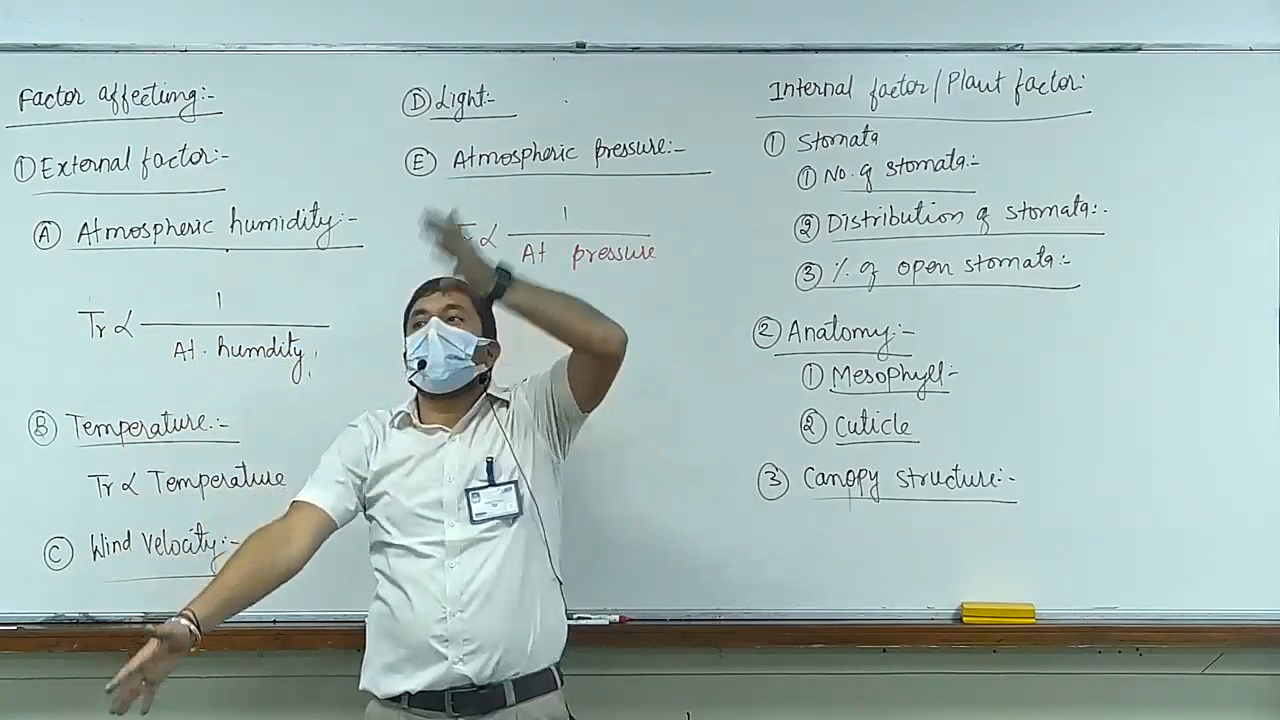 Factor affecting:-
① External factor:-
Ⓐ Atmospheric humidity:-
Tr ∝ 1
At. humdity
Ⓑ Temperature:-
Tr ∝ Temperature
Ⓒ Wind Velocity:-
Ⓓ Light:-
Ⓔ Atmospheric pressure:-
Tr ∝ 1
At pressure
Internal factor/Plant factor:
① Stomata
① No. of stomata:-
② Distribution of stomata:-
③ % of open stomata:-
② Anatomy:-
① Mesophyll:-
② Cuticle
③ Canopy structure:-